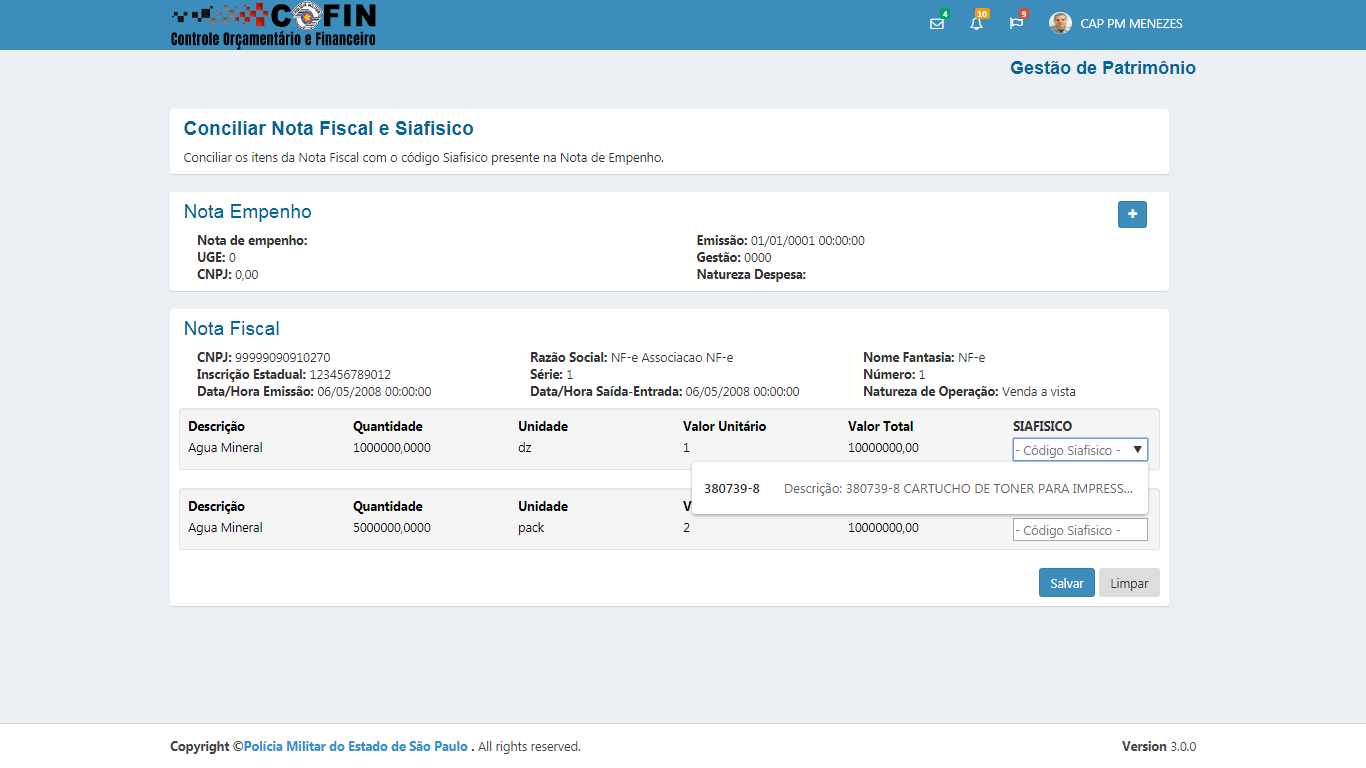 COFIN
Controle Orçamentário e Financeiro
4 10 9 CAP PM MENEZES
Gestão de Patrimônio
Conciliar Nota Fiscal e Siafisico
Conciliar os itens da Nota Fiscal com o código Siafisico presente na Nota de Empenho.
Nota Empenho +
Nota de empenho: Emissão: 01/01/0001 00:00:00
UGE: 0 Gestão: 0000
CNPJ: 0,00 Natureza Despesa:
Nota Fiscal
CNPJ: 99999090910270 Razão Social: NF-e Associacao NF-e Nome Fantasia: NF-e
Inscrição Estadual: 123456789012 Série: 1 Número: 1
Data/Hora Emissão: 06/05/2008 00:00:00 Data/Hora Saída-Entrada: 06/05/2008 00:00:00 Natureza de Operação: Venda a vista
Descrição Quantidade Unidade Valor Unitário Valor Total SIAFISICO
Agua Mineral 1000000,0000 dz 1 10000000,00 - Código Siafisico -
380739-8 Descrição: 380739-8 CARTUCHO DE TONER PARA IMPRESS...
Descrição Quantidade Unidade
Agua Mineral 5000000,0000 pack 2 10000000,00 - Código Siafisico -
Salvar Limpar
Copyright ©Polícia Militar do Estado de São Paulo . All rights reserved. Version 3.0.0